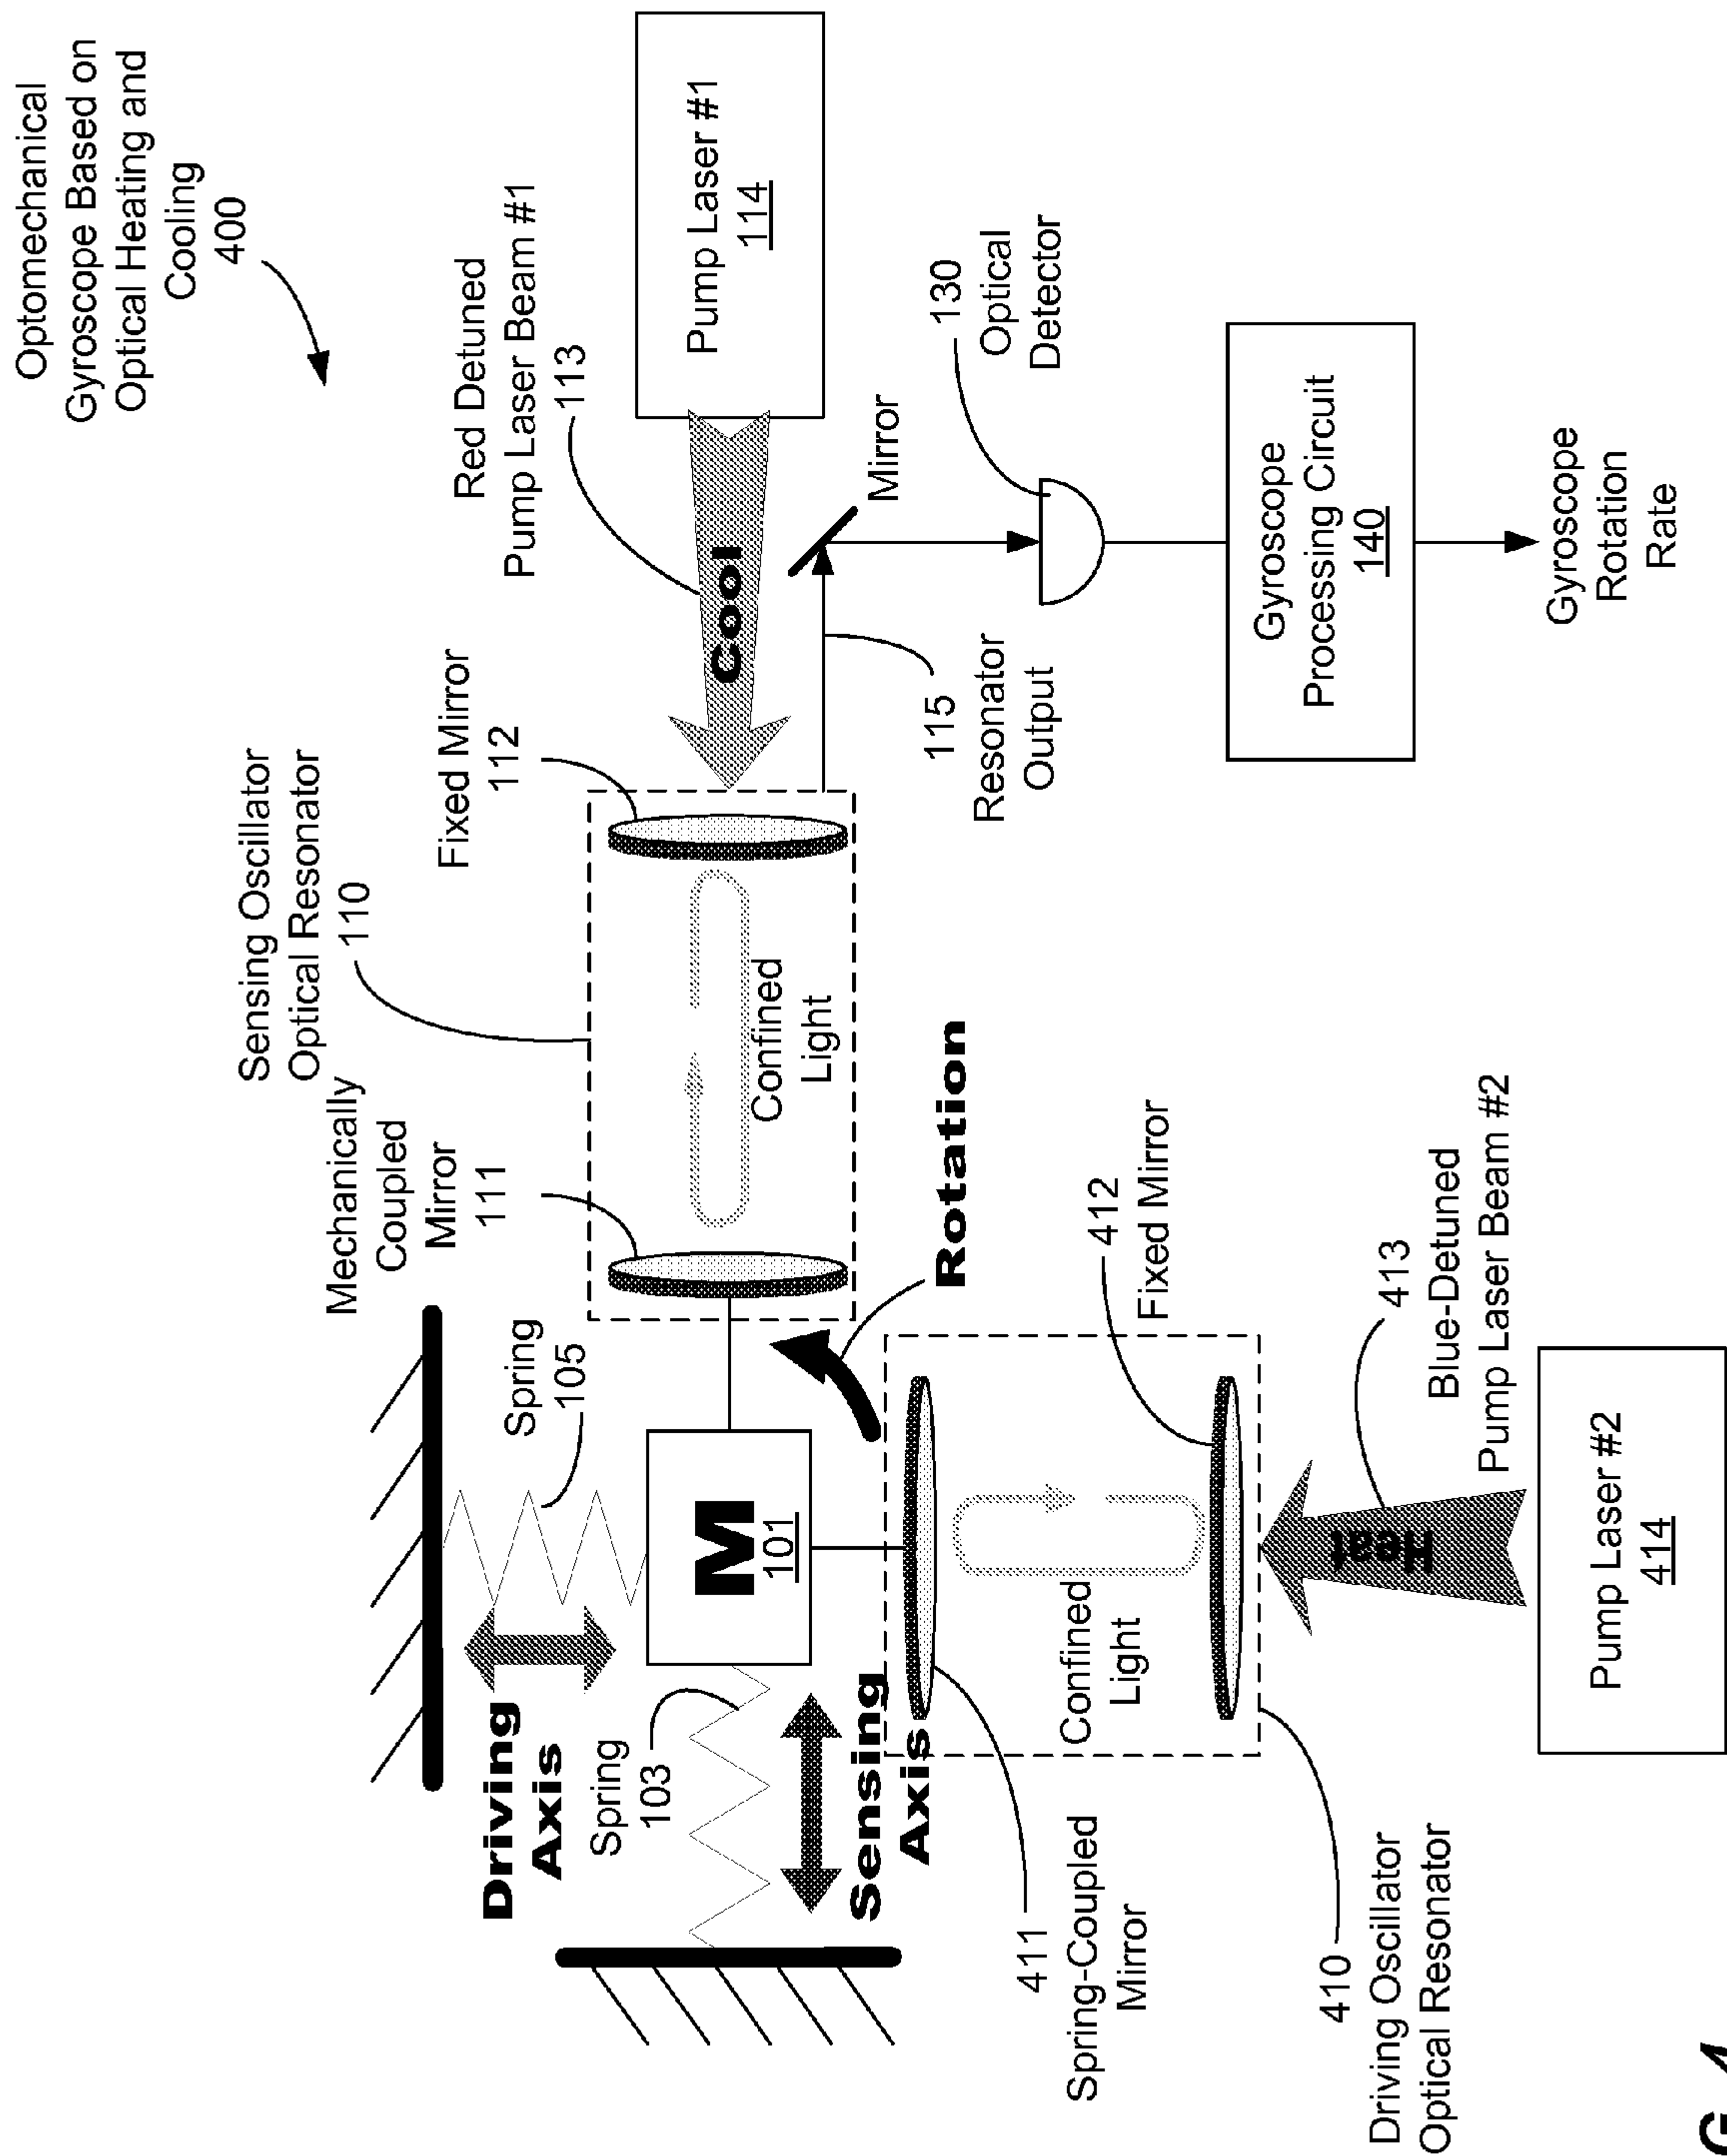 Optomechanical
Gyroscope Based on
Optical Heating and
Cooling
400
Sensing Oscillator
Optical Resonator
110
Mechanically
Coupled
Mirror
111
Fixed Mirror
112
Red Detuned
Pump Laser Beam #1
113
Pump Laser #1
114
Cool
Confined
Light
Spring
105
Driving
Axis
Spring
103
M
101
Sensing
Axis
Rotation
Mirror
115
Resonator
Output
130
Optical
Detector
Gyroscope
Processing Circuit
140
Gyroscope
Rotation
Rate
411
Spring-Coupled
Mirror
Confined
Light
412
Fixed Mirror
410
Driving Oscillator
Optical Resonator
Heat
413
Blue-Detuned
Pump Laser Beam #2
Pump Laser #2
414
G. 4